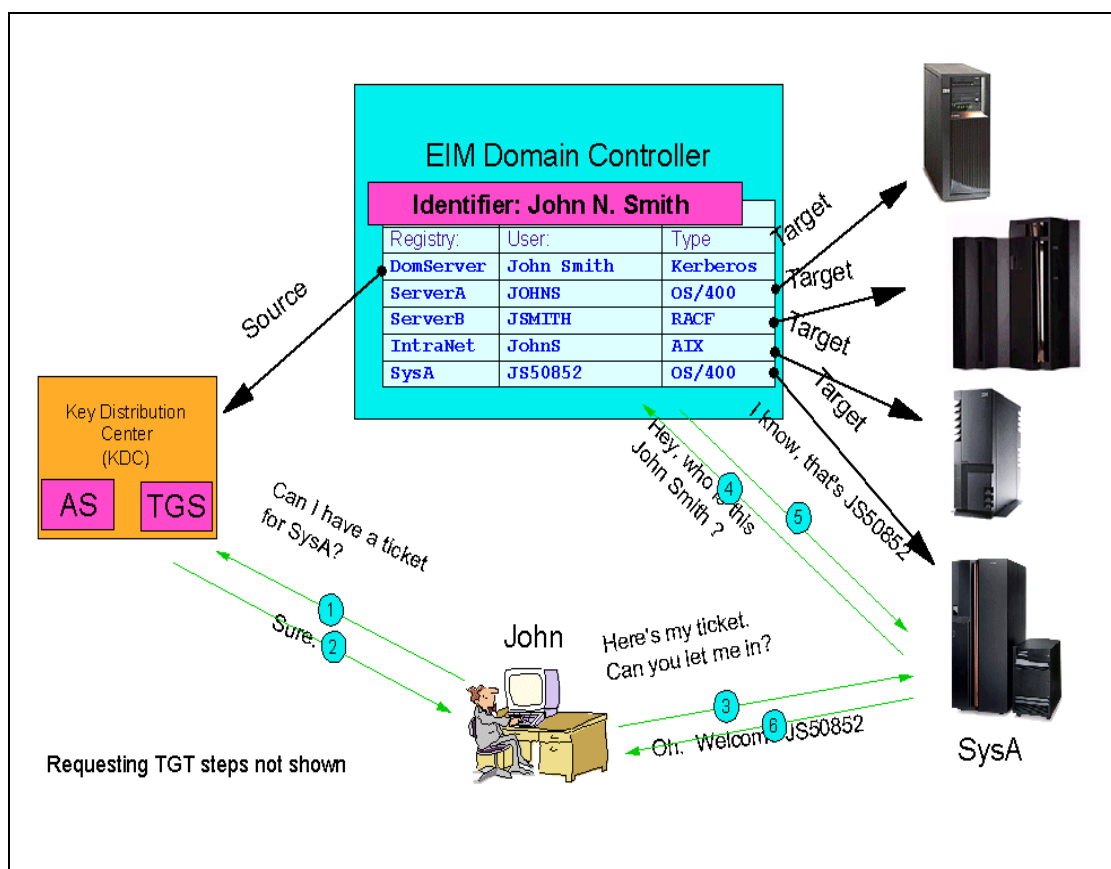 EIM Domain Controller
Identifier: John N. Smith
Registry: User: Type
DomServer John Smith Kerberos
ServerA JOHNS OS/400
ServerB JSMITH RACF
IntraNet JohnS AIX
SysA JS50852 OS/400
Source
Target
Target
Target
Target
Key Distribution
Center
(KDC)
AS TGS
Can I have a ticket
for SysA?
1
Sure.
2
Hey, who is this
John Smith ?
4
I know, that's JS50852
5
John
Here's my ticket.
Can you let me in?
3
6
Oh. Welcome JS50852
SysA
Requesting TGT steps not shown